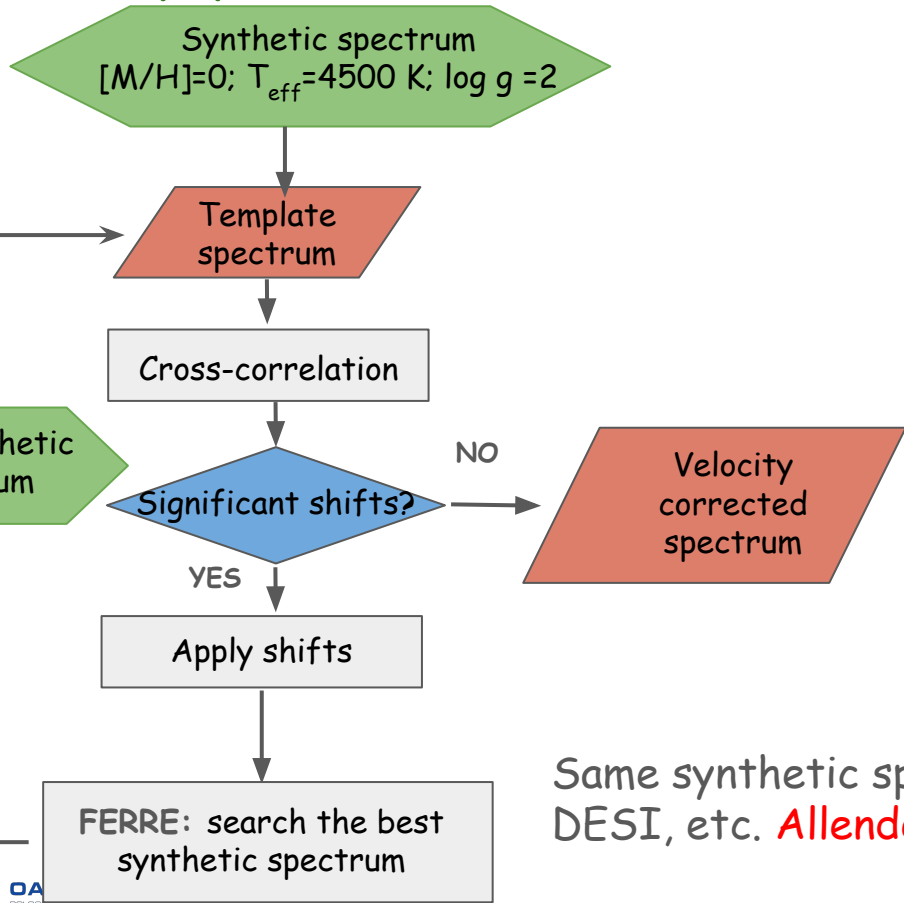 Synthetic spectrum
[M/H]=0; Teff=4500 K; log g =2
Template
spectrum
Cross-correlation
thetic
um
Significant shifts?
NO
Velocity
corrected
spectrum
YES
Apply shifts
FERRE: search the best
synthetic spectrum
Same synthetic sp
DESI, etc. Allend
OA